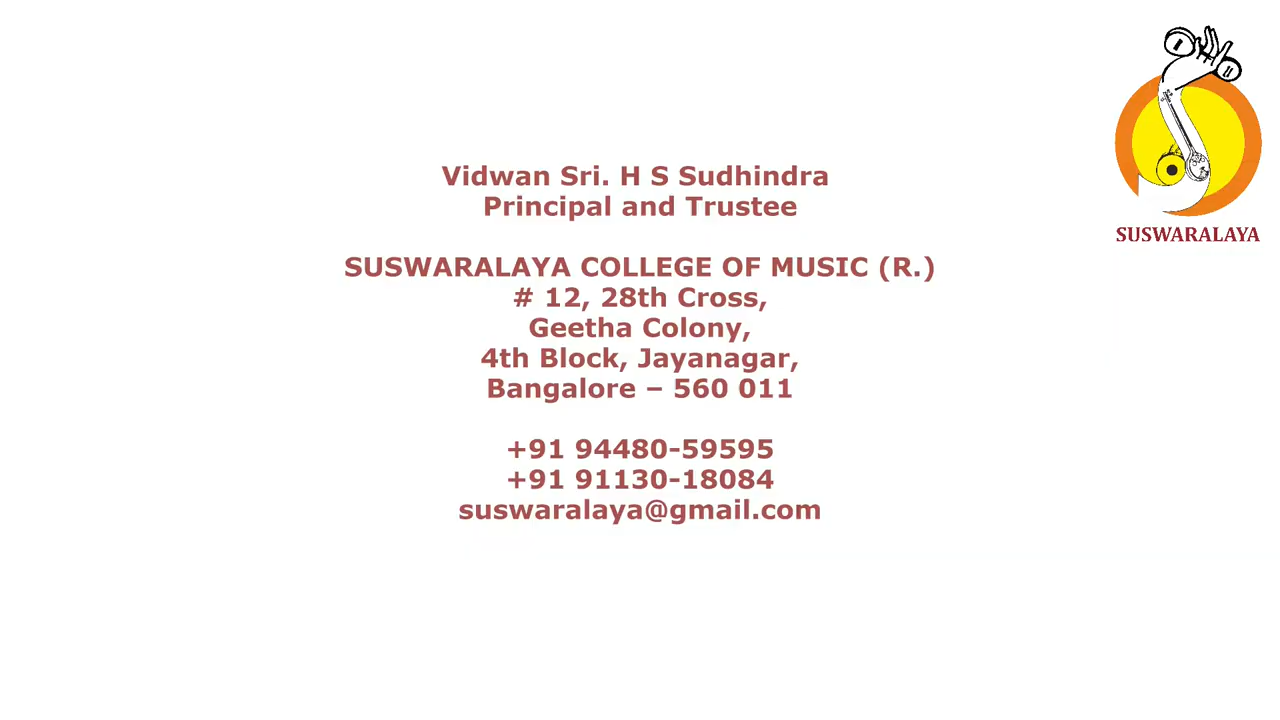 Vidwan Sri. H S Sudhindra
Principal and Trustee
SUSWARALAYA COLLEGE OF MUSIC (R.)
# 12, 28th Cross,
Geetha Colony,
4th Block, Jayanagar,
Bangalore – 560 011
+91 94480-59595
+91 91130-18084
suswaralaya@gmail.com
SUSWARALAYA